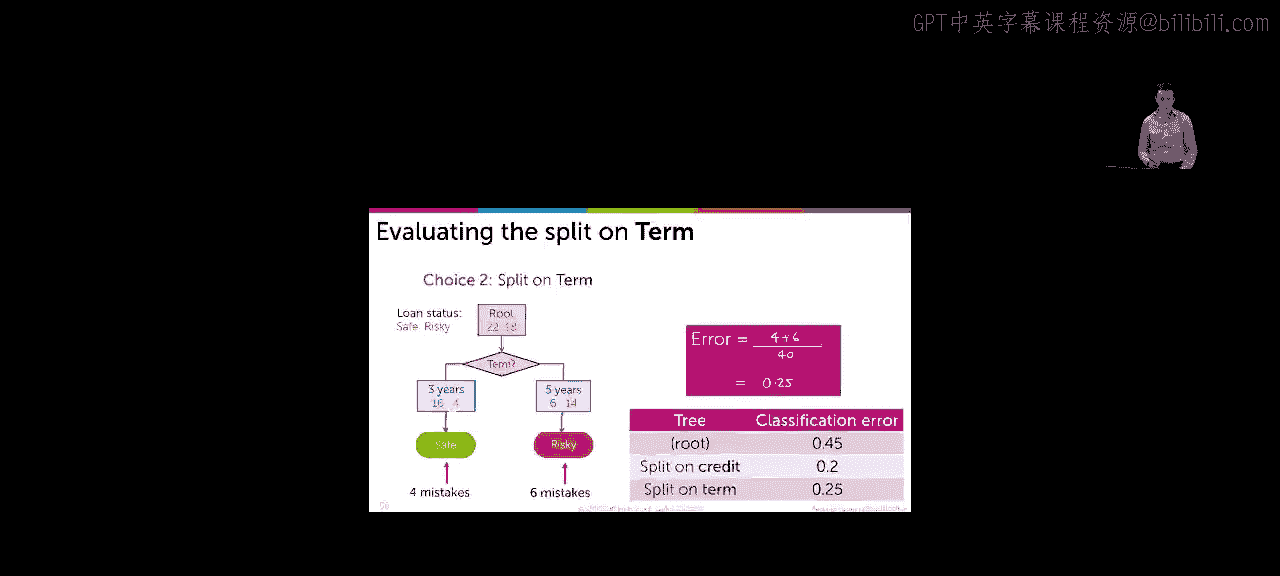 GPT中英字幕课程资源@bilibili.com
Evaluating the split on Term
Choice 2: Split on Term
Loan status:
Safe Risky
Root
22 18
Term?
3 years
16 4
5 years
6 14
Safe
Risky
4 mistakes
6 mistakes
Error = 4+6
40
= 0.25
Tree Classification error
(root) 0.45
Split on credit 0.2
Split on term 0.25